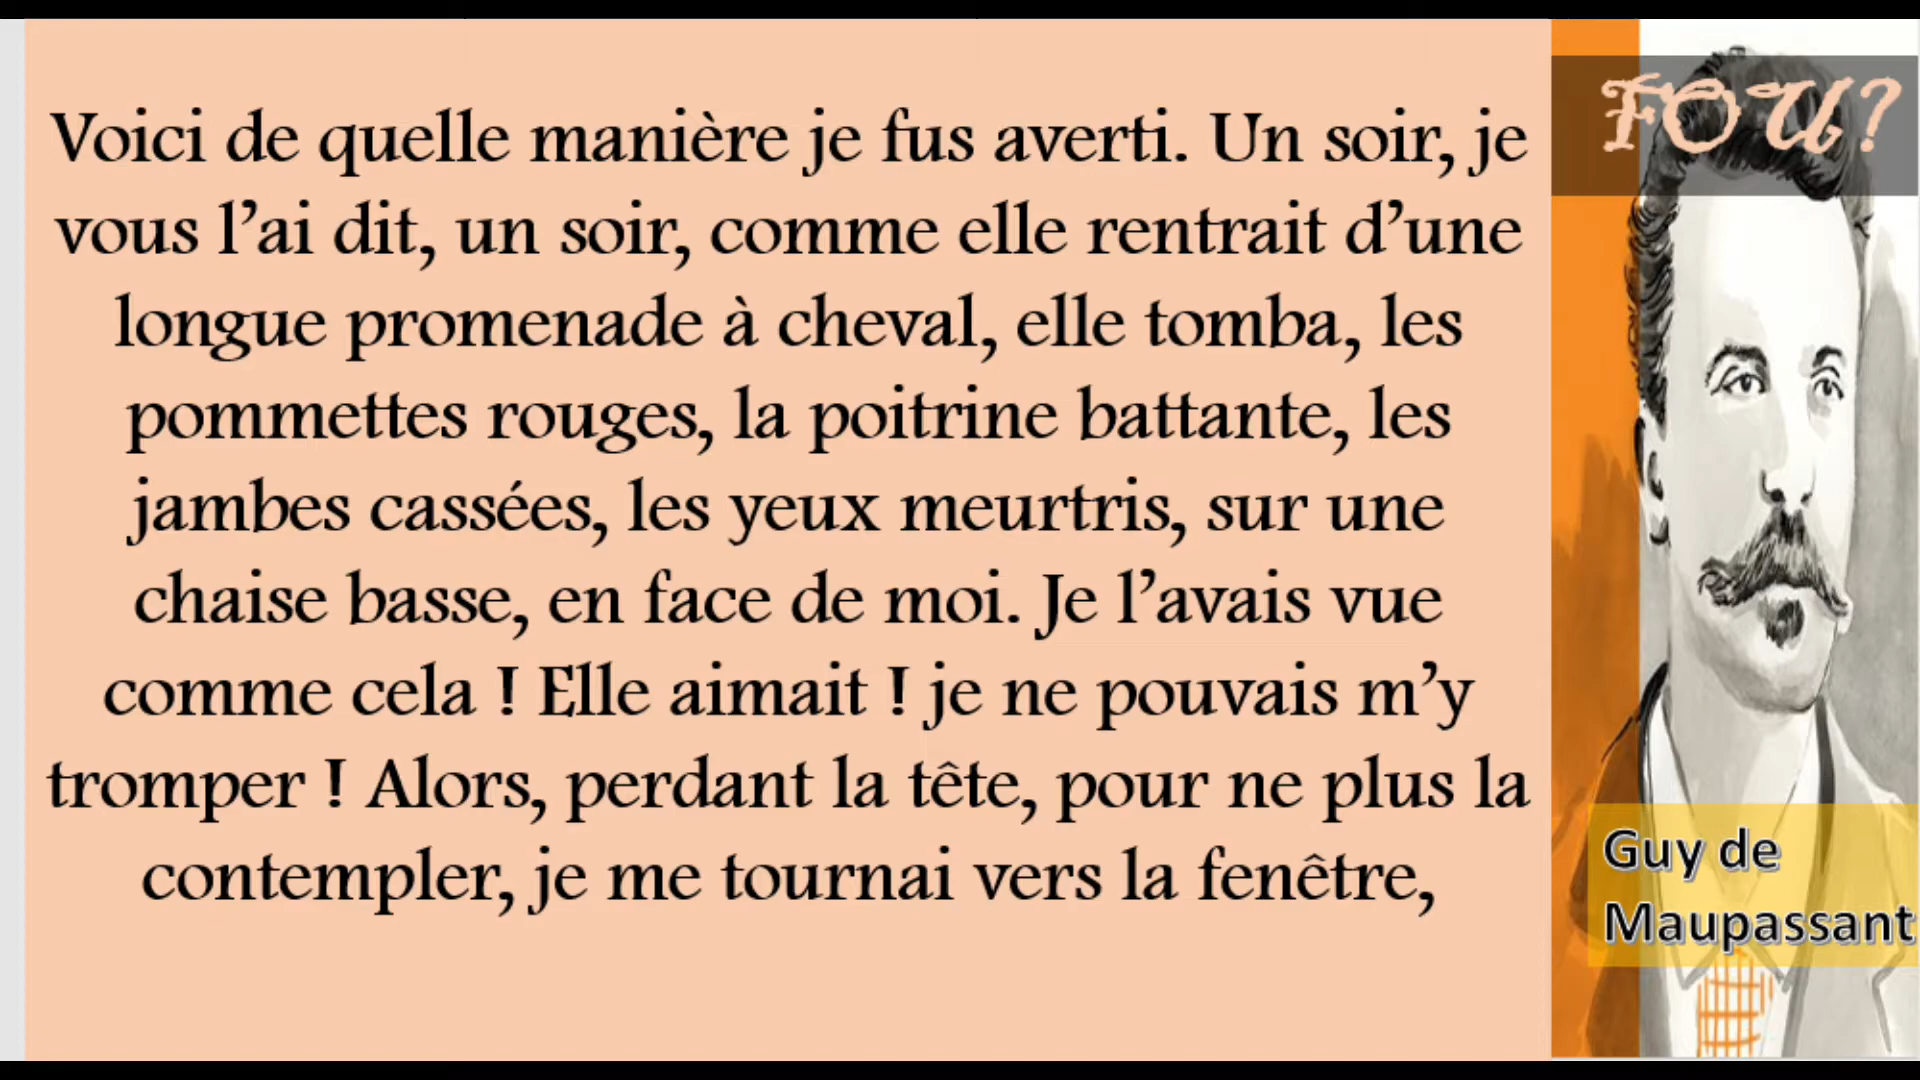 Voici de quelle manière je fus averti. Un soir, je
vous l’ai dit, un soir, comme elle rentrait d’une
longue promenade à cheval, elle tomba, les
pommettes rouges, la poitrine battante, les
jambes cassées, les yeux meurtris, sur une
chaise basse, en face de moi. Je l’avais vue
comme cela ! Elle aimait ! je ne pouvais m’y
tromper ! Alors, perdant la tête, pour ne plus la
contempler, je me tournai vers la fenêtre,
FOU?
Guy de
Maupassant